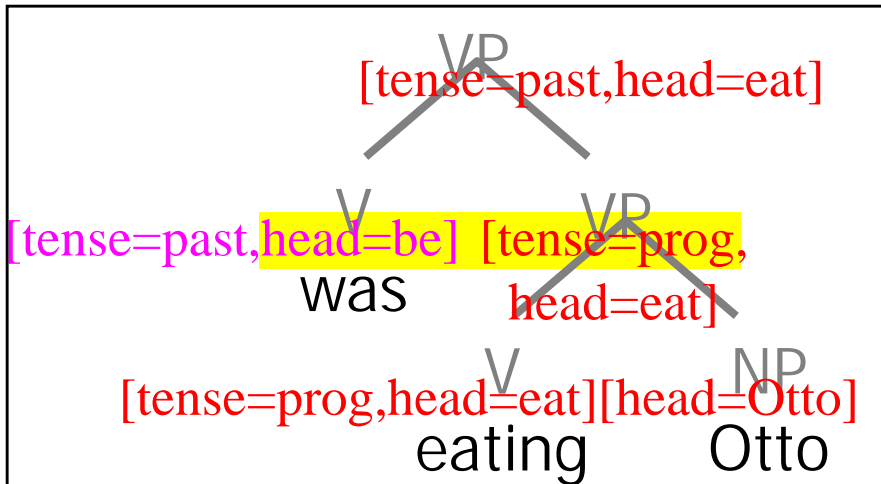 VP
[tense=past,head=eat]
V VP
[tense=past,head=be] [tense=prog,
was head=eat]
V NP
[tense=prog,head=eat][head=Otto]
eating Otto